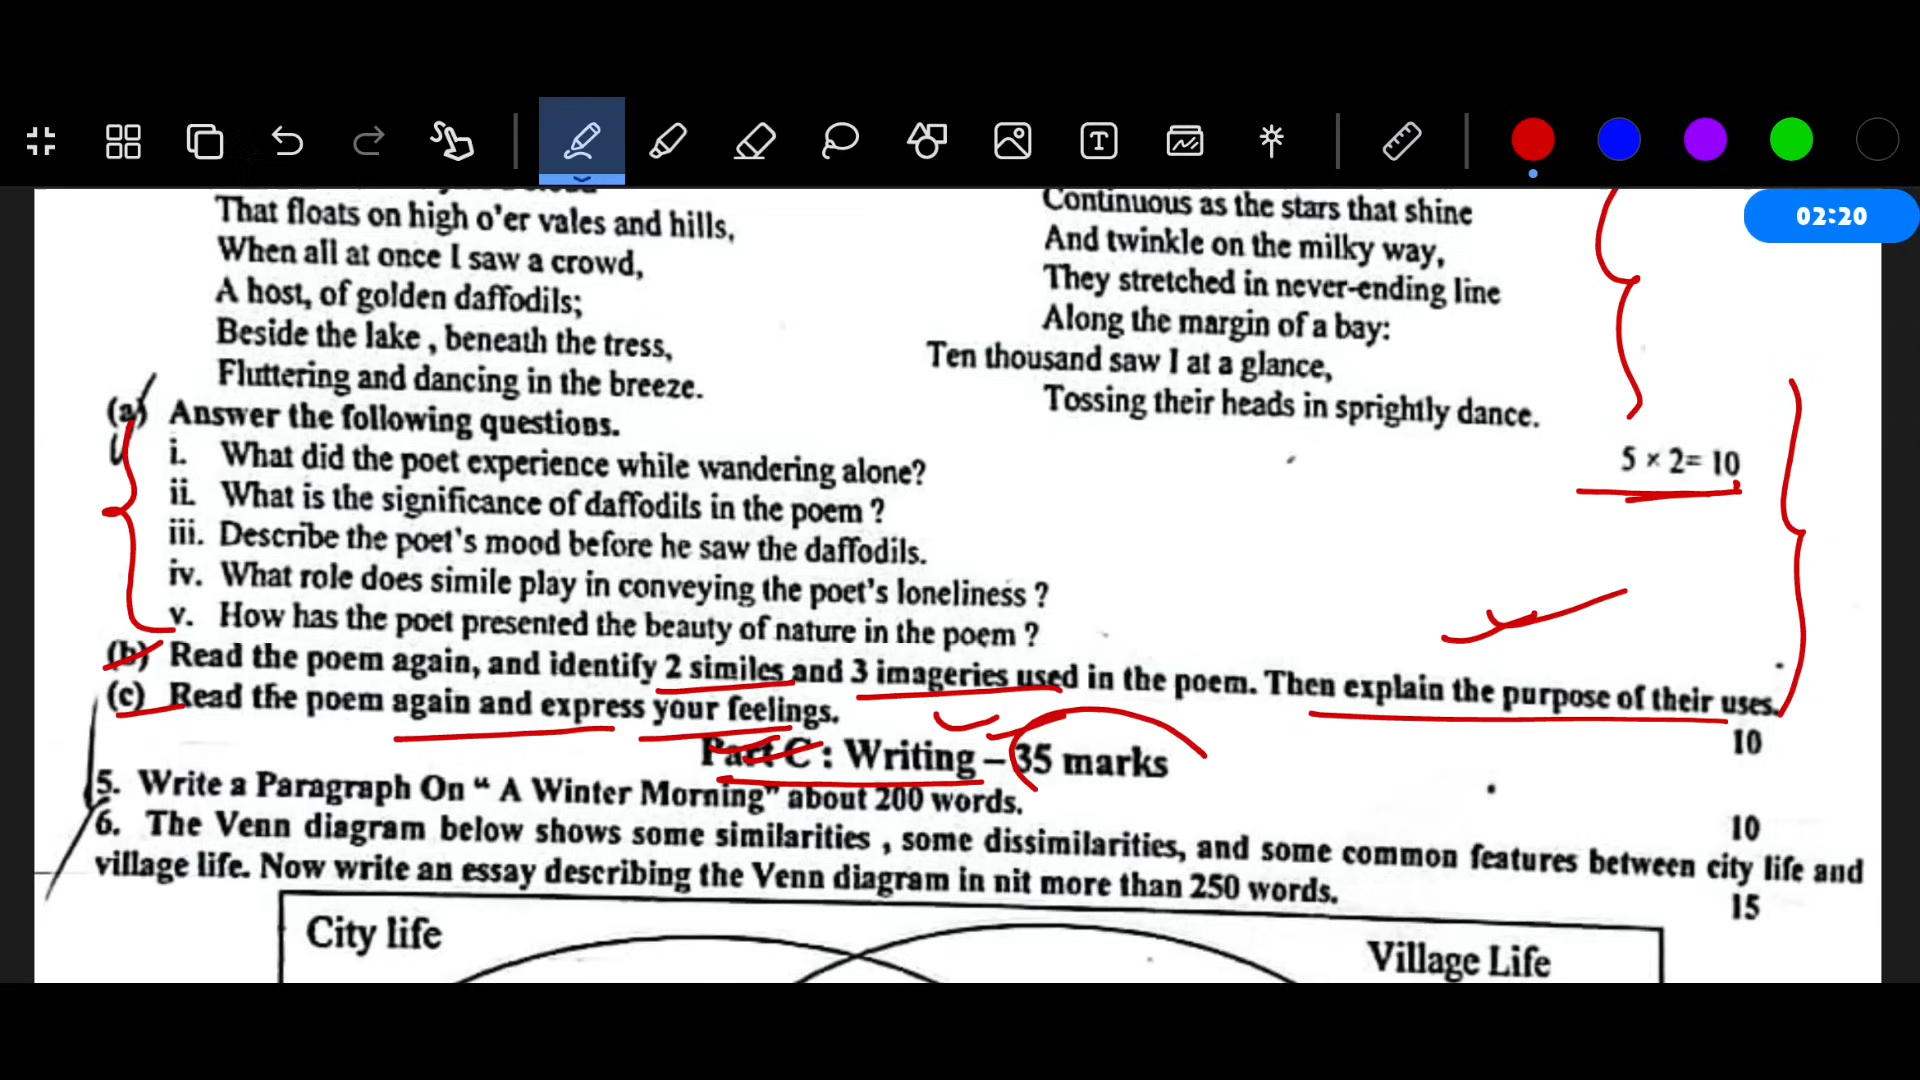 02:20
That floats on high o'er vales and hills,
When all at once I saw a crowd,
A host, of golden daffodils;
Beside the lake , beneath the tress,
Fluttering and dancing in the breeze.
Continuous as the stars that shine
And twinkle on the milky way,
They stretched in never-ending line
Along the margin of a bay:
Ten thousand saw I at a glance,
Tossing their heads in sprightly dance.
(a) Answer the following questions.
5 × 2= 10
i. What did the poet experience while wandering alone?
ii. What is the significance of daffodils in the poem ?
iii. Describe the poet's mood before he saw the daffodils.
iv. What role does simile play in conveying the poet's loneliness ?
v. How has the poet presented the beauty of nature in the poem ?
(b) Read the poem again, and identify 2 similes and 3 imageries used in the poem. Then explain the purpose of their uses.
(c) Read the poem again and express your feelings.
10
Part C : Writing – 35 marks
5. Write a Paragraph On “ A Winter Morning” about 200 words.
10
6. The Venn diagram below shows some similarities , some dissimilarities, and some common features between city life and
village life. Now write an essay describing the Venn diagram in nit more than 250 words.
15
City life
Village Life